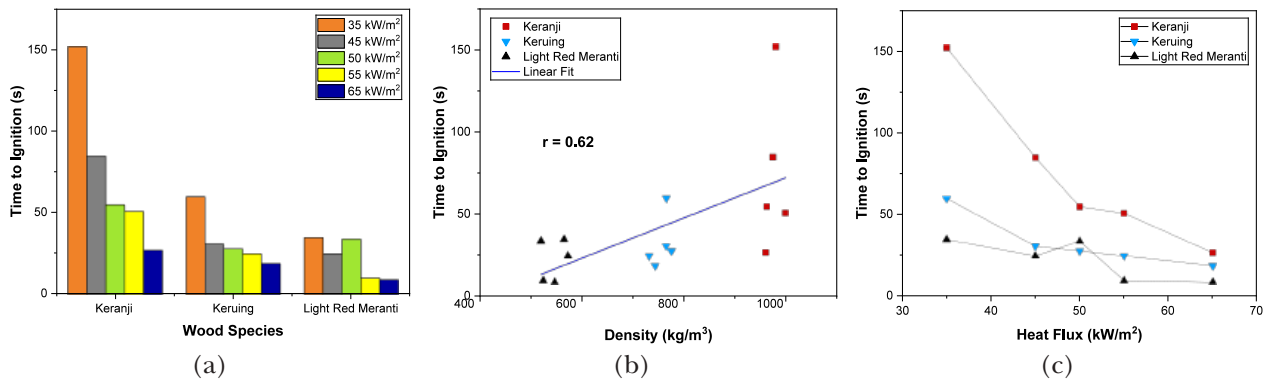 150
100
50
0
Time to Ignition (s)
35 kW/m²
45 kW/m²
50 kW/m²
55 kW/m²
65 kW/m²
Keranji Keruing Light Red Meranti
Wood Species
(a)
150
100
50
0
Time to Ignition (s)
Keranji
Keruing
Light Red Meranti
Linear Fit
r = 0.62
400 600 800 1000
Density (kg/m³)
(b)
150
100
50
0
Time to Ignition (s)
Keranji
Keruing
Light Red Meranti
30 40 50 60 70
Heat Flux (kW/m²)
(c)